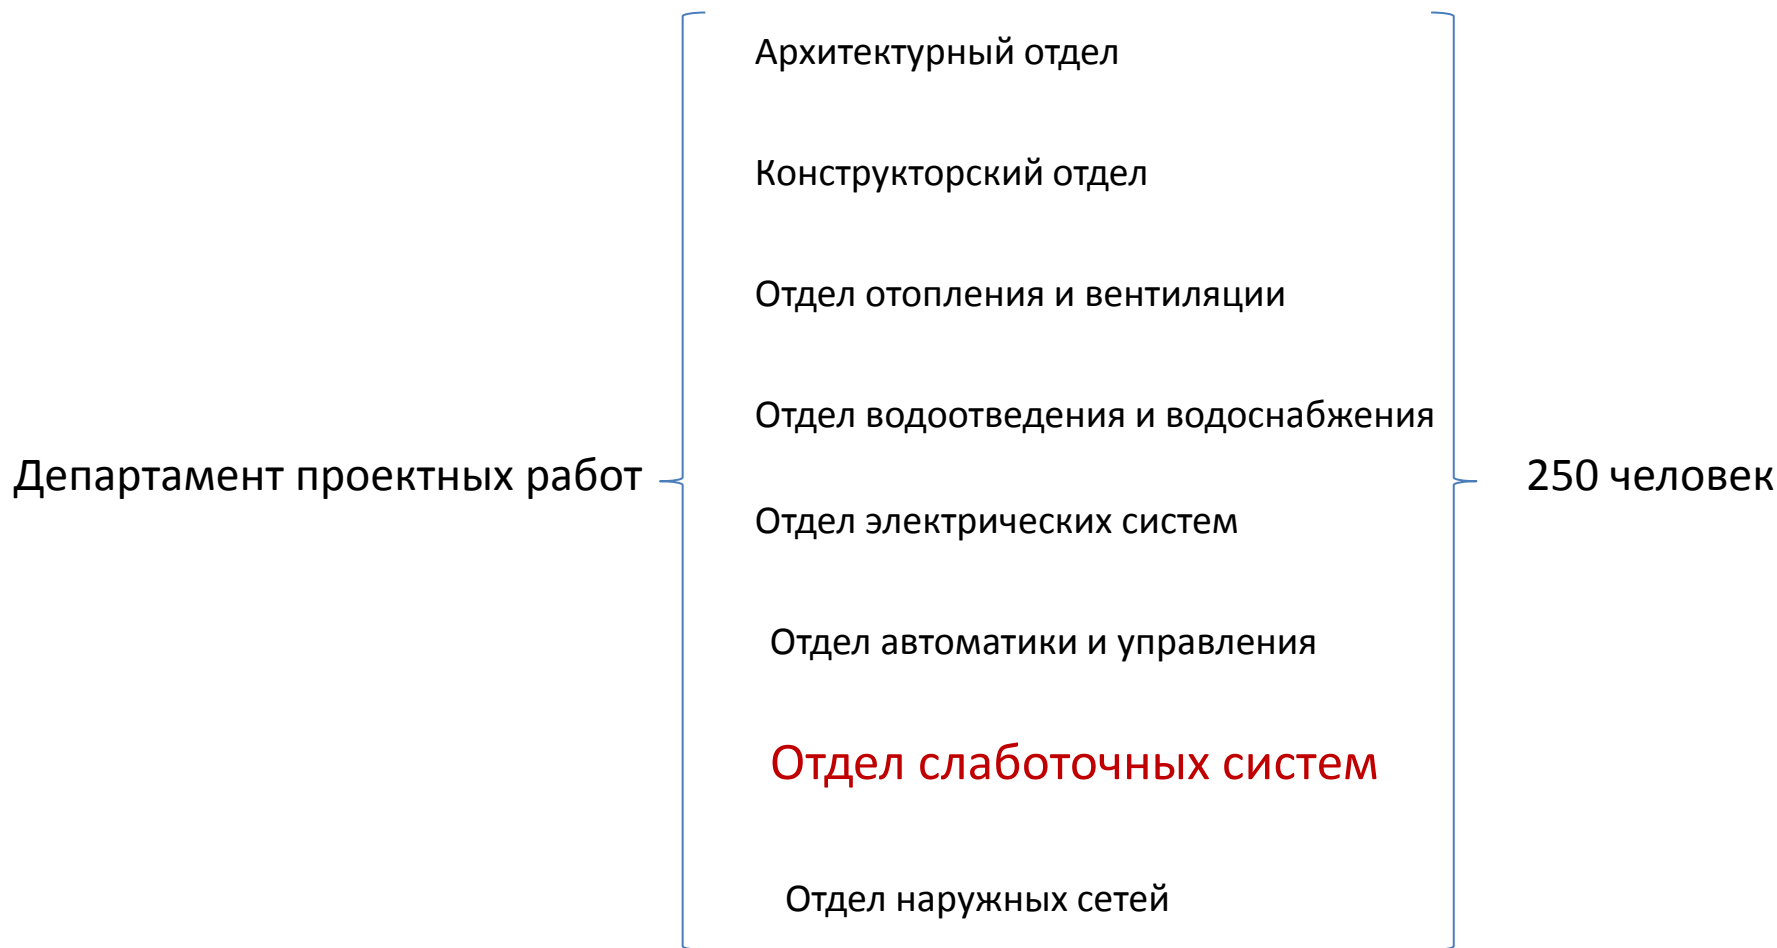 Архитектурный отдел
Конструкторский отдел
Отдел отопления и вентиляции
Отдел водоотведения и водоснабжения
Департамент проектных работ
250 человек
Отдел электрических систем
Отдел автоматики и управления
Отдел слаботочных систем
Отдел наружных сетей